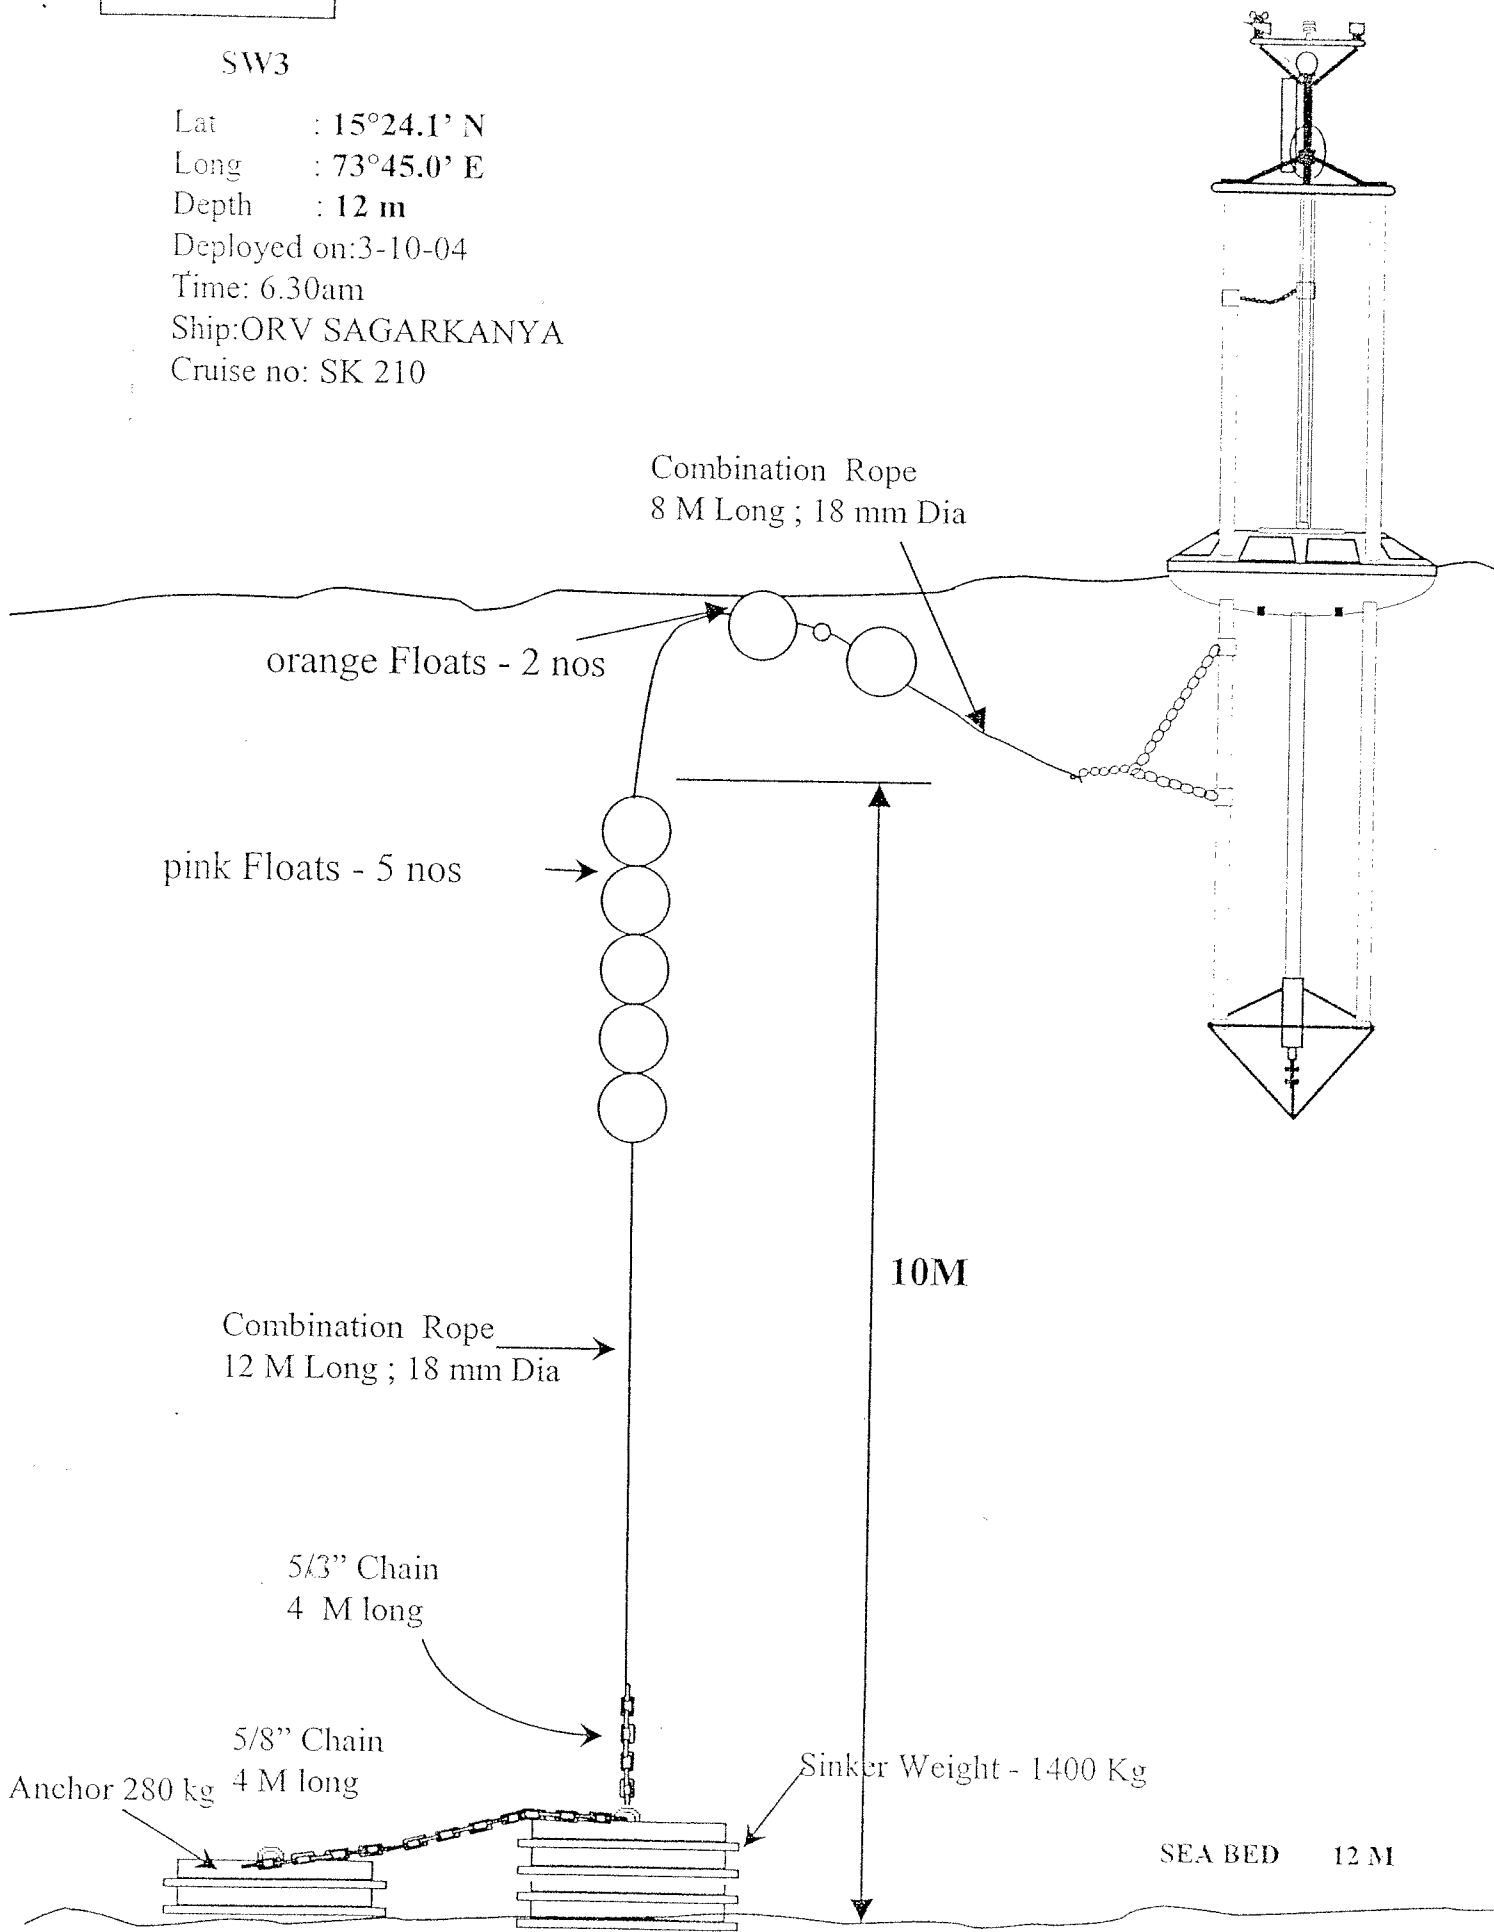 SW3
Lat : 15°24.1’ N
Long : 73°45.0’ E
Depth : 12 m
Deployed on:3-10-04
Time: 6.30am
Ship:ORV SAGARKANYA
Cruise no: SK 210
Combination Rope
8 M Long ; 18 mm Dia
orange Floats - 2 nos
pink Floats - 5 nos
10M
Combination Rope
12 M Long ; 18 mm Dia
5/3” Chain
4 M long
5/8” Chain
4 M long
Anchor 280 kg
Sinker Weight - 1400 Kg
SEA BED 12 M